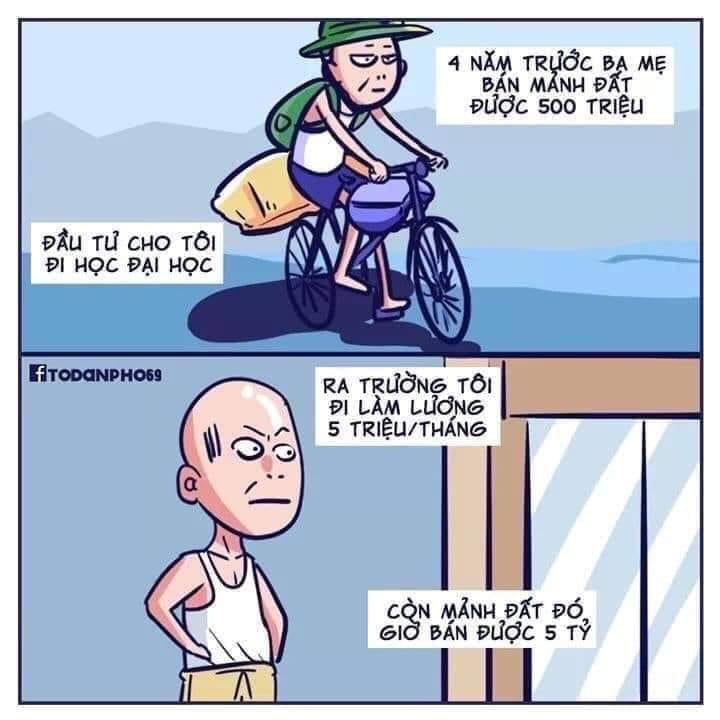 4 NĂM TRƯỚC BA MẸ
BÁN MẢNH ĐẤT
ĐƯỢC 500 TRIỆU
ĐẦU TƯ CHO TÔI
ĐI HỌC ĐẠI HỌC
TODANPHO69
RA TRƯỜNG TÔI
ĐI LÀM LƯƠNG
5 TRIỆU/THÁNG
CÒN MẢNH ĐẤT ĐÓ
GIỜ BÁN ĐƯỢC 5 TỶ